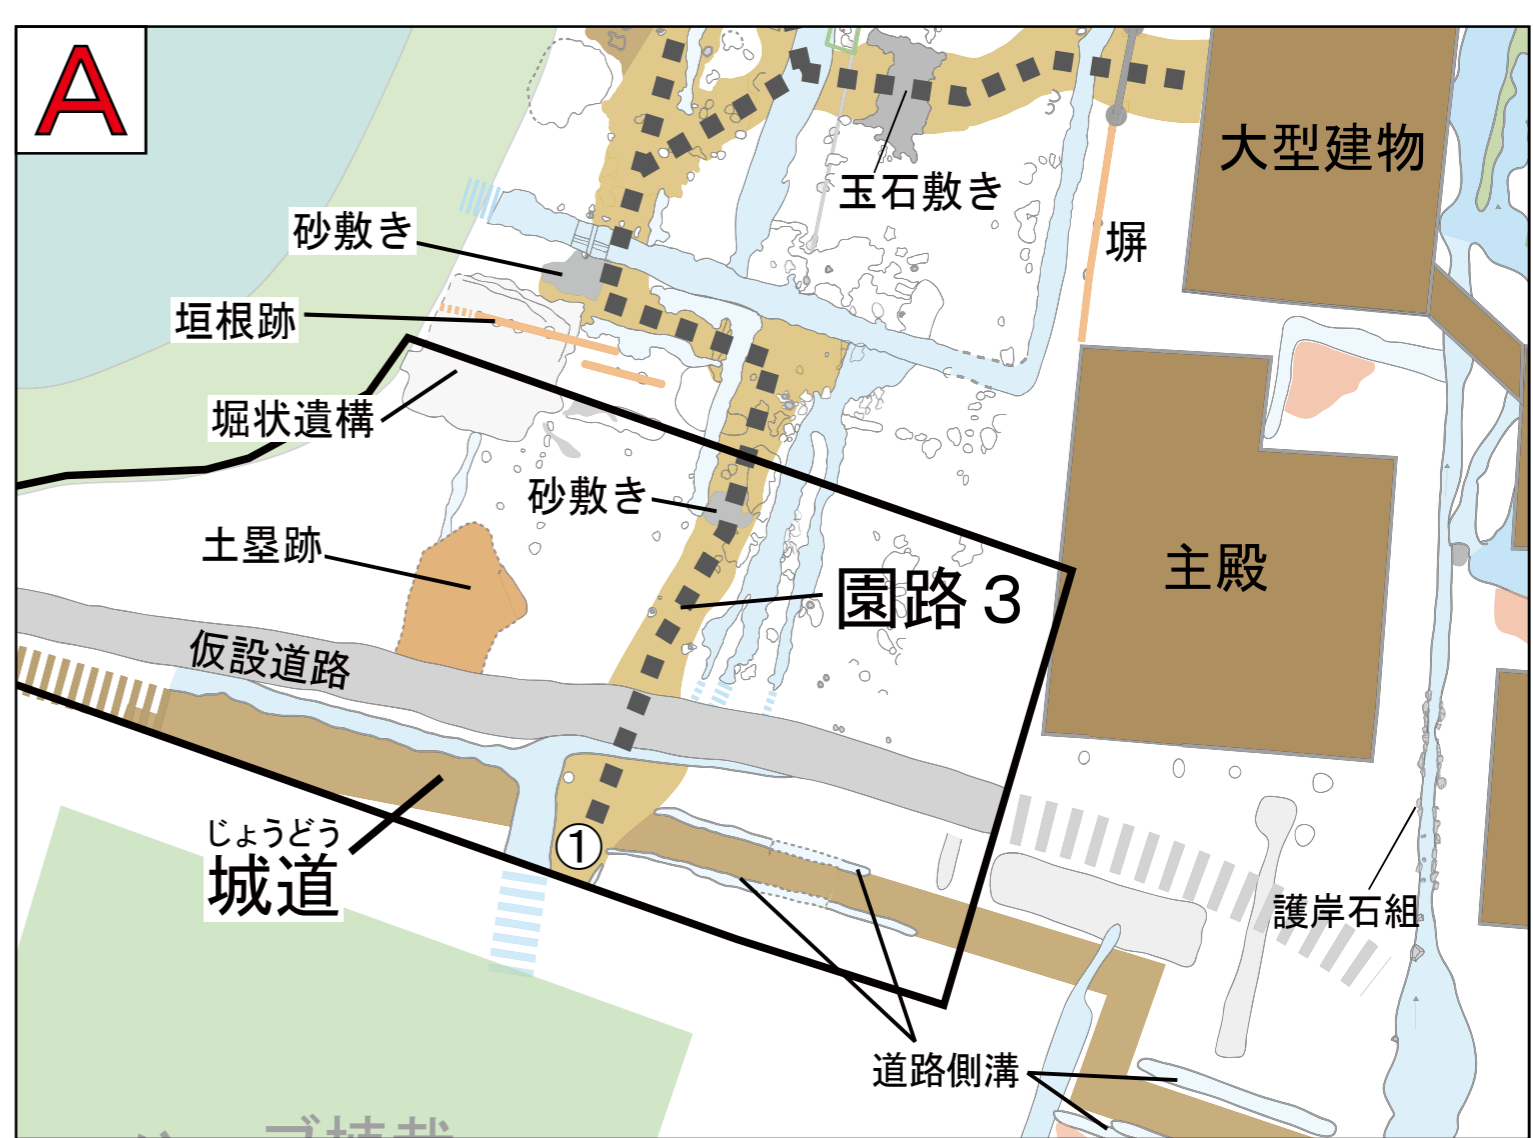 A
大型建物
玉石敷き
砂敷き
塀
垣根跡
堀状遺構
砂敷き
土塁跡
主殿
園路3
仮設道路
じょうどう
城道
①
護岸石組
道路側溝